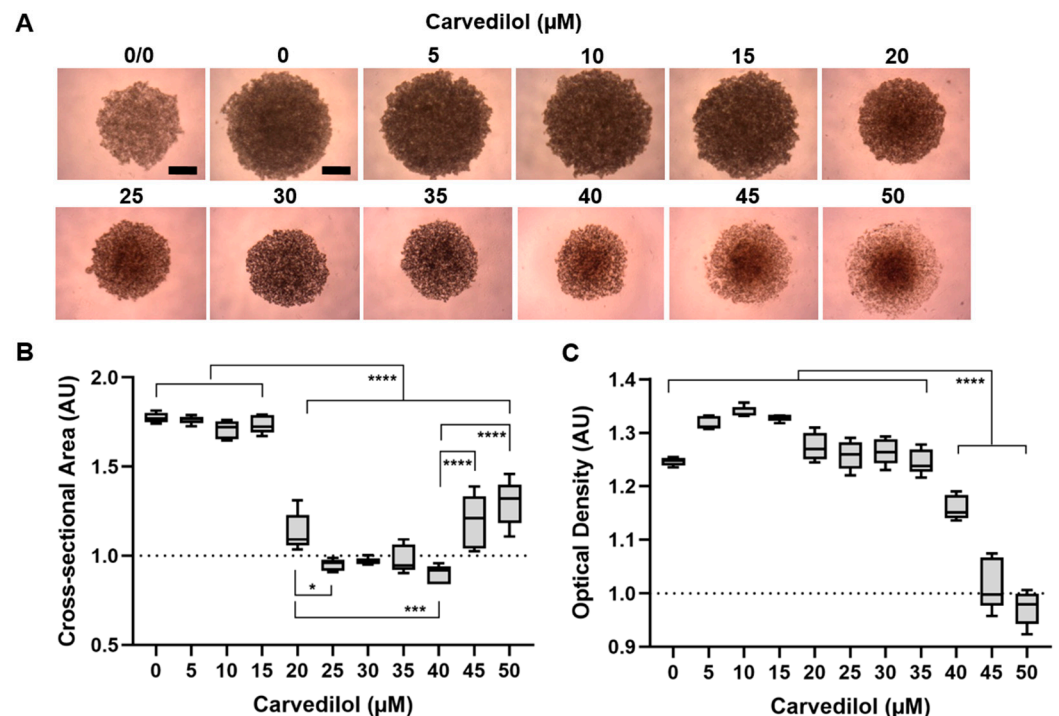 A
Carvedilol (µM)
0/0 0 5 10 15 20
25 30 35 40 45 50
B
Cross-sectional Area (AU)
2.0
1.5
1.0
0.5
****
****
****
*
***
0 5 10 15 20 25 30 35 40 45 50
Carvedilol (µM)
C
Optical Density (AU)
1.4
1.3
1.2
1.1
1.0
0.9
****
0 5 10 15 20 25 30 35 40 45 50
Carvedilol (µM)